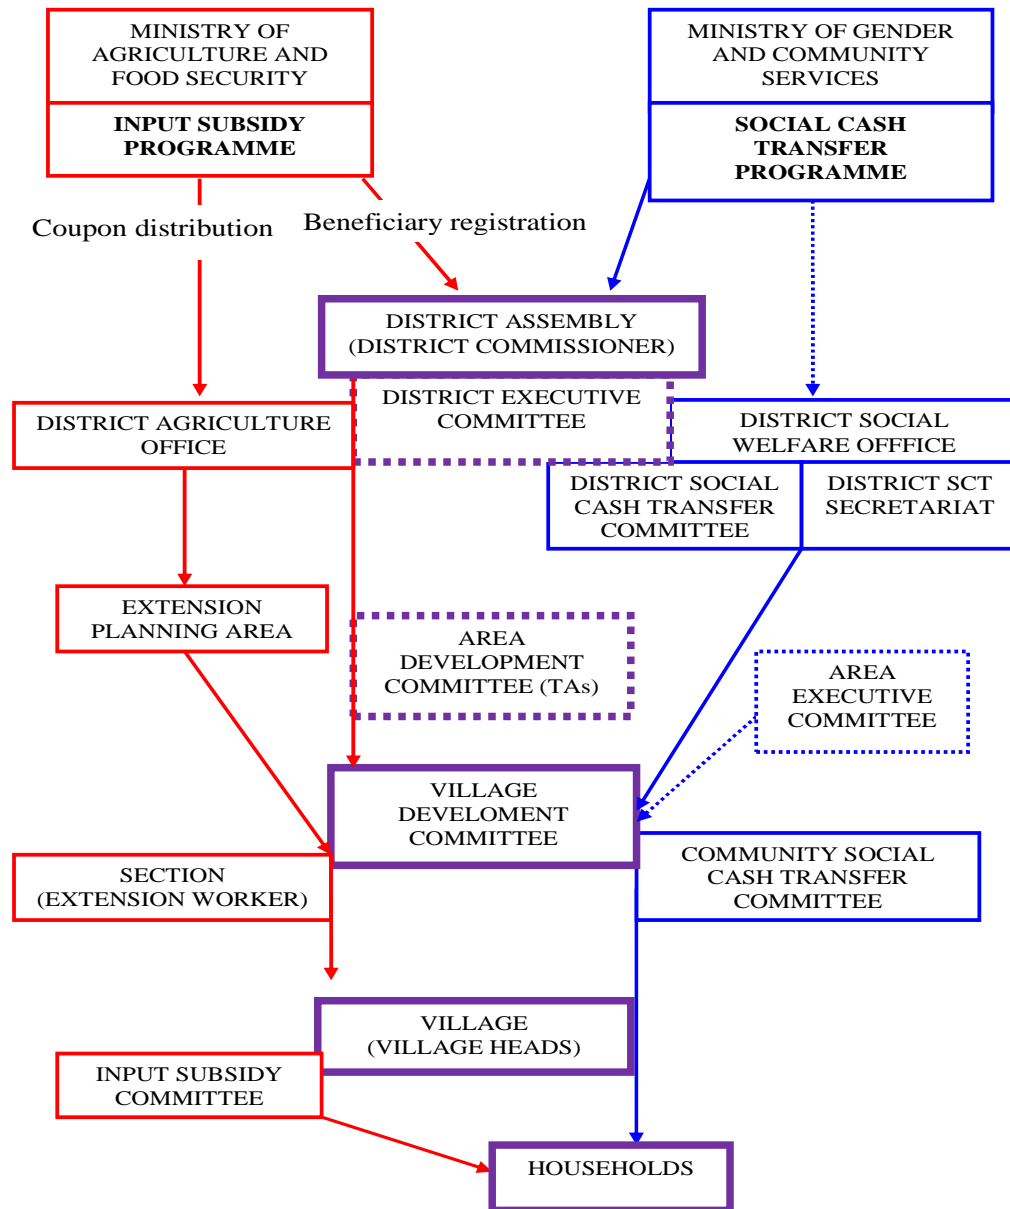 MINISTRY OF
AGRICULTURE AND
FOOD SECURITY
INPUT SUBSIDY
PROGRAMME
MINISTRY OF GENDER
AND COMMUNITY
SERVICES
SOCIAL CASH
TRANSFER
PROGRAMME
Coupon distribution
Beneficiary registration
DISTRICT ASSEMBLY
(DISTRICT COMMISSIONER)
DISTRICT EXECUTIVE
COMMITTEE
DISTRICT AGRICULTURE
OFFICE
DISTRICT SOCIAL
WELFARE OFFFICE
DISTRICT SOCIAL
CASH TRANSFER
COMMITTEE
DISTRICT SCT
SECRETARIAT
EXTENSION
PLANNING AREA
AREA
DEVELOPMENT
COMMITTEE (TAs)
AREA
EXECUTIVE
COMMITTEE
VILLAGE
DEVELOMENT
COMMITTEE
SECTION
(EXTENSION WORKER)
COMMUNITY SOCIAL
CASH TRANSFER
COMMITTEE
VILLAGE
(VILLAGE HEADS)
INPUT SUBSIDY
COMMITTEE
HOUSEHOLDS